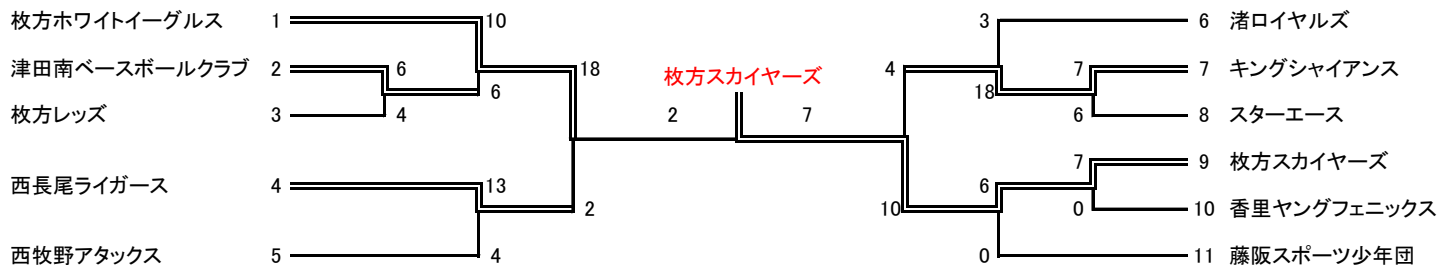 枚方ホワイトイーグルス 1 10 3 6 渚ロイヤルズ
津田南ベースボールクラブ 2 6 18 枚方スカイヤーズ 4 7 7 キングシャイアンス
6 18
枚方レッズ 3 4 2 7 6 8 スターエース
7 9 枚方スカイヤーズ
西長尾ライガース 4 13 6
2 10 0 10 香里ヤングフェニックス
西牧野アタックス 5 4 0 11 藤阪スポーツ少年団